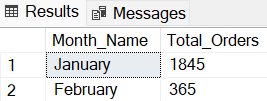 Results Messages
Month_Name Total_Orders
1 January 1845
2 February 365